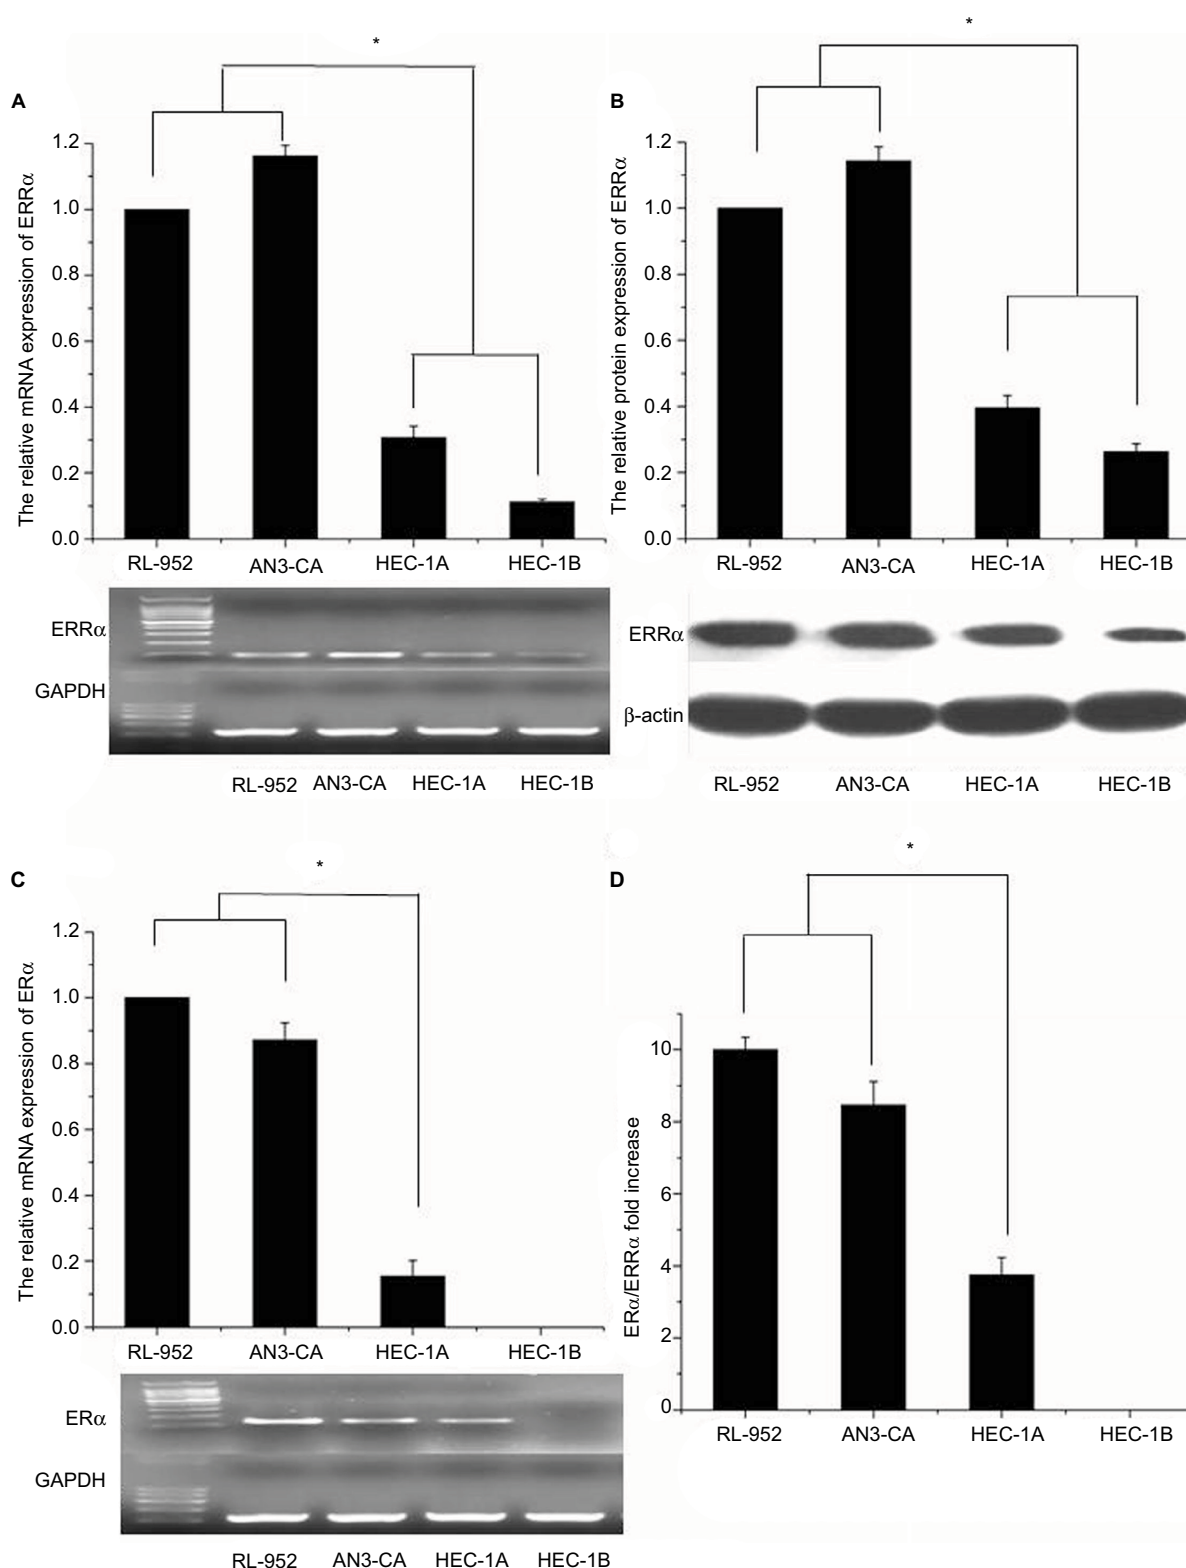 *
A
The relative mRNA expression of ERRα
1.2
1.0
0.8
0.6
0.4
0.2
0.0
RL-952 AN3-CA HEC-1A HEC-1B
ERRα
GAPDH
RL-952 AN3-CA HEC-1A HEC-1B
*
B
The relative protein expression of ERRα
1.2
1.0
0.8
0.6
0.4
0.2
0.0
RL-952 AN3-CA HEC-1A HEC-1B
ERRα
β-actin
RL-952 AN3-CA HEC-1A HEC-1B
*
C
The relative mRNA expression of ERα
1.2
1.0
0.8
0.6
0.4
0.2
0.0
RL-952 AN3-CA HEC-1A HEC-1B
ERα
GAPDH
RL-952 AN3-CA HEC-1A HEC-1B
*
D
ERα/ERRα fold increase
10
8
6
4
2
0
RL-952 AN3-CA HEC-1A HEC-1B